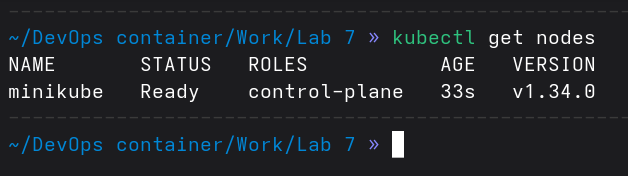 ~/DevOps container/Work/Lab 7 » kubectl get nodes
NAME       STATUS   ROLES           AGE   VERSION
minikube   Ready    control-plane   33s   v1.34.0
~/DevOps container/Work/Lab 7 »